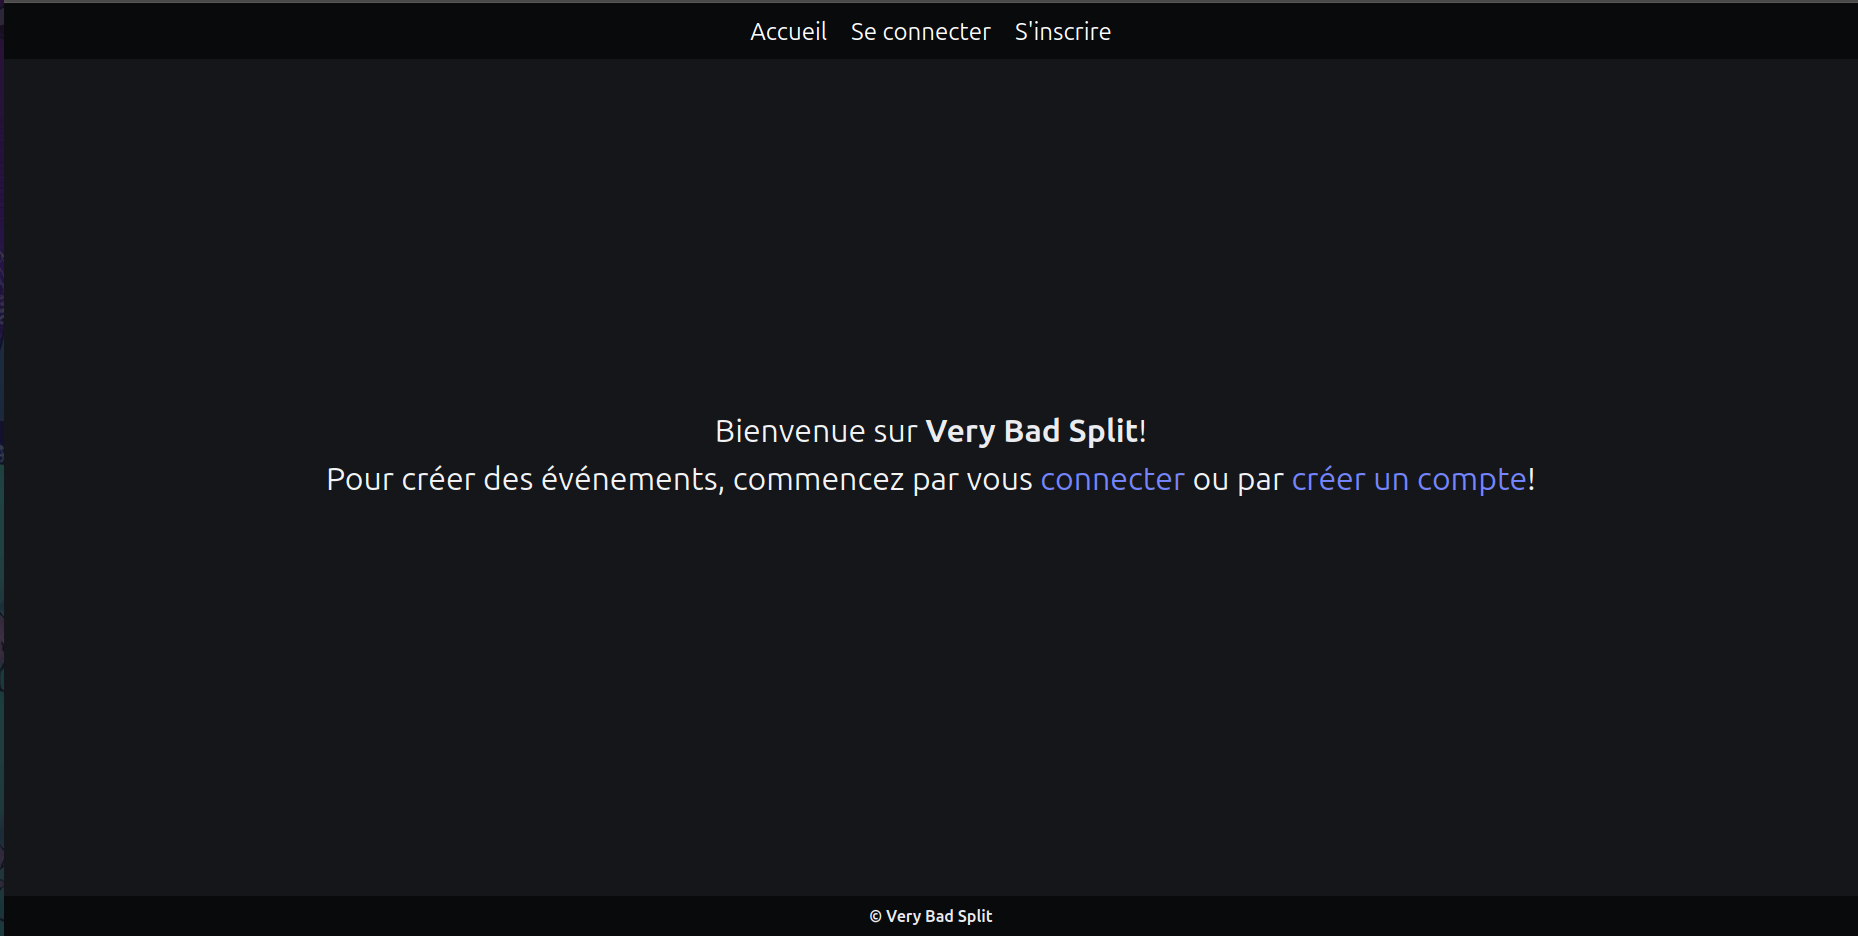 Accueil Se connecter S'inscrire
Bienvenue sur Very Bad Split!
Pour créer des événements, commencez par vous connecter ou par créer un compte!
© Very Bad Split